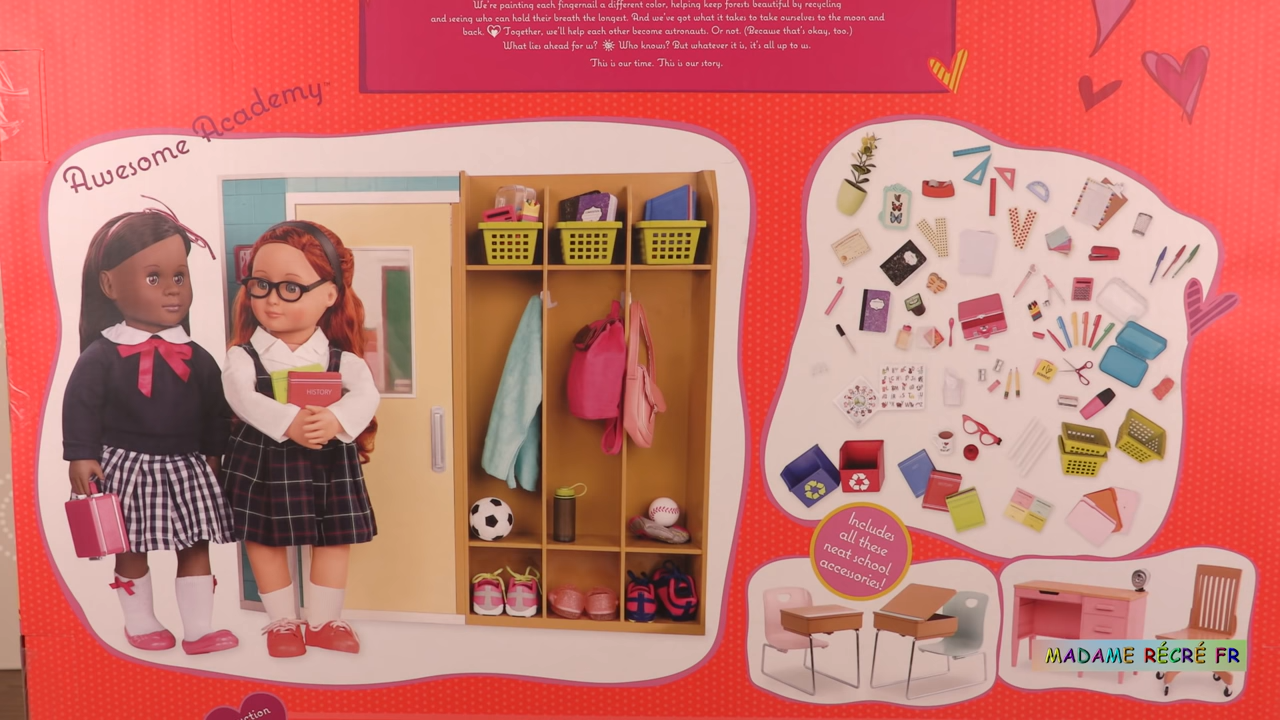 We're painting each fingernail a different color, helping keep forests beautiful by recycling
and seeing who can hold their breath the longest. And we've got what it takes to take ourselves to the moon and
back. Together, we'll help each other become astronauts. Or not. (Because that's okay, too.)
What lies ahead for us? Who knows? But whatever it is, it's all up to us.
This is our time. This is our story.
Awesome Academy™
HISTORY
Includes
all these
neat school
accessories!
MADAME RÉCRÉ FR